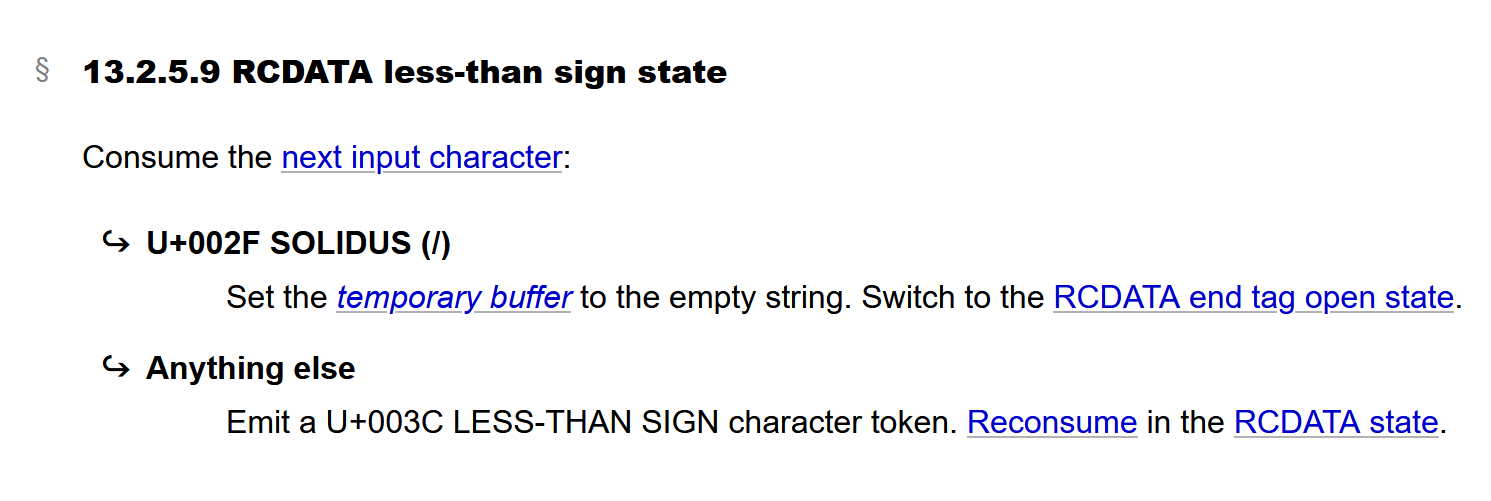 § 13.2.5.9 RCDATA less-than sign state
Consume the next input character:
↪ U+002F SOLIDUS (/)
Set the temporary buffer to the empty string. Switch to the RCDATA end tag open state.
↪ Anything else
Emit a U+003C LESS-THAN SIGN character token. Reconsume in the RCDATA state.